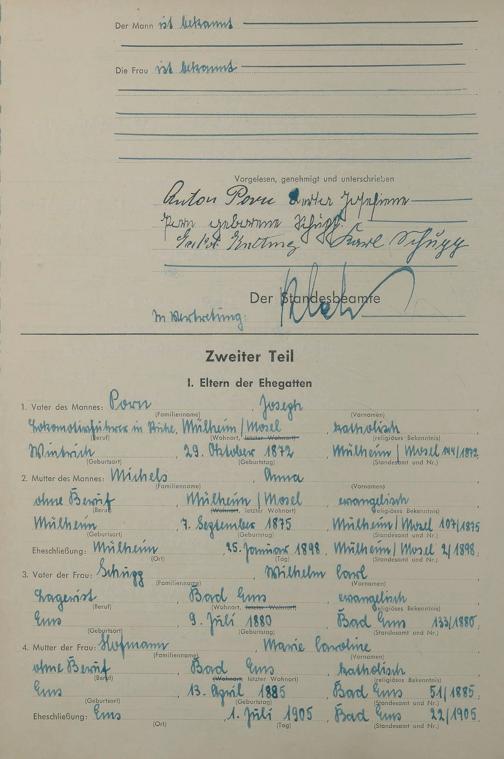 Der Mann ist bekannt
Die Frau ist bekannt
Vorgelesen, genehmigt und unterschrieben
Anton Porn Josefiene
Porn geborene Schugg
Karl Schugg
Der Standesbeamte
In Vertretung:
Zweiter Teil
I. Eltern der Ehegatten
1. Vater des Mannes: Porn , Joseph
(Familienname) (Vornamen)
Lokomotivführer in Ruhe, Mülheim/Mosel , katholisch
(Beruf) (Wohnort, letzter Wohnort) (religiöses Bekenntnis)
Wintrich , 29. Oktober 1872 , Mülheim/Mosel 144/1872
(Geburtsort) (Geburtstag) (Standesamt und Nr.)
2. Mutter des Mannes: Michels , Anna
(Familienname) (Vornamen)
ohne Beruf , Mülheim/Mosel , evangelisch
(Beruf) (Wohnort, letzter Wohnort) (religiöses Bekenntnis)
Mülheim , 7. September 1875 , Mülheim/Mosel 107/1875
(Geburtsort) (Geburtstag) (Standesamt und Nr.)
Eheschließung: Mülheim , 25. Januar 1898 , Mülheim/Mosel 2/1898
(Ort) (Tag) (Standesamt und Nr.)
3. Vater der Frau: Schugg , Wilhelm Carl
(Familienname) (Vornamen)
Lagerist , Bad Ems , evangelisch
(Beruf) (Wohnort, letzter Wohnort) (religiöses Bekenntnis)
Ems , 9. Juli 1880 , Bad Ems 133/1880
(Geburtsort) (Geburtstag) (Standesamt und Nr.)
4. Mutter der Frau: Hofmann , Marie Caroline
(Familienname) (Vornamen)
ohne Beruf , Bad Ems , katholisch
(Beruf) (Wohnort, letzter Wohnort) (religiöses Bekenntnis)
Ems , 13. April 1885 , Bad Ems 51/1885
(Geburtsort) (Geburtstag) (Standesamt und Nr.)
Eheschließung: Ems , 1. Juli 1905 , Bad Ems 22/1905
(Ort) (Tag) (Standesamt und Nr.)